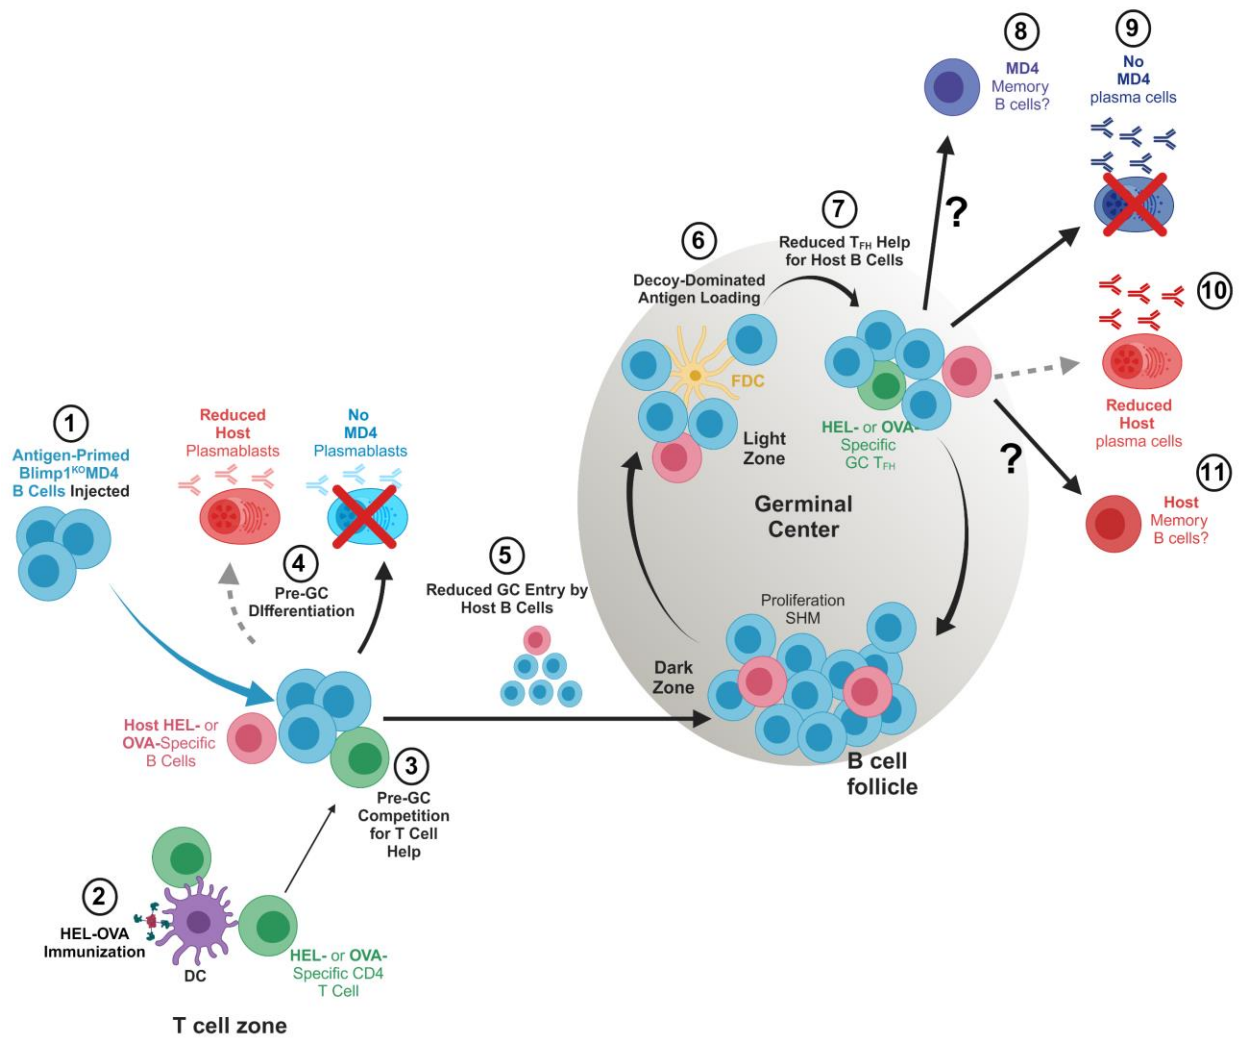 1
Antigen-Primed
Blimp1ᴷᴼMD4
B Cells Injected
2
HEL-OVA
Immunization
DC
HEL- or OVA-
Specific CD4
T Cell
T cell zone
3
Pre-GC
Competition
for T Cell
Help
Host HEL- or
OVA-Specific
B Cells
Reduced
Host
Plasmablasts
No
MD4
Plasmablasts
4
Pre-GC
DIfferentiation
5
Reduced GC Entry by
Host B Cells
6
Decoy-Dominated
Antigen Loading
FDC
Light
Zone
7
Reduced TFH Help
for Host B Cells
HEL- or OVA-
Specific
GC TFH
Germinal
Center
Proliferation
SHM
Dark
Zone
B cell
follicle
8
MD4
Memory
B cells?
?
9
No
MD4
plasma cells
10
Reduced
Host
plasma cells
?
11
Host
Memory
B cells?